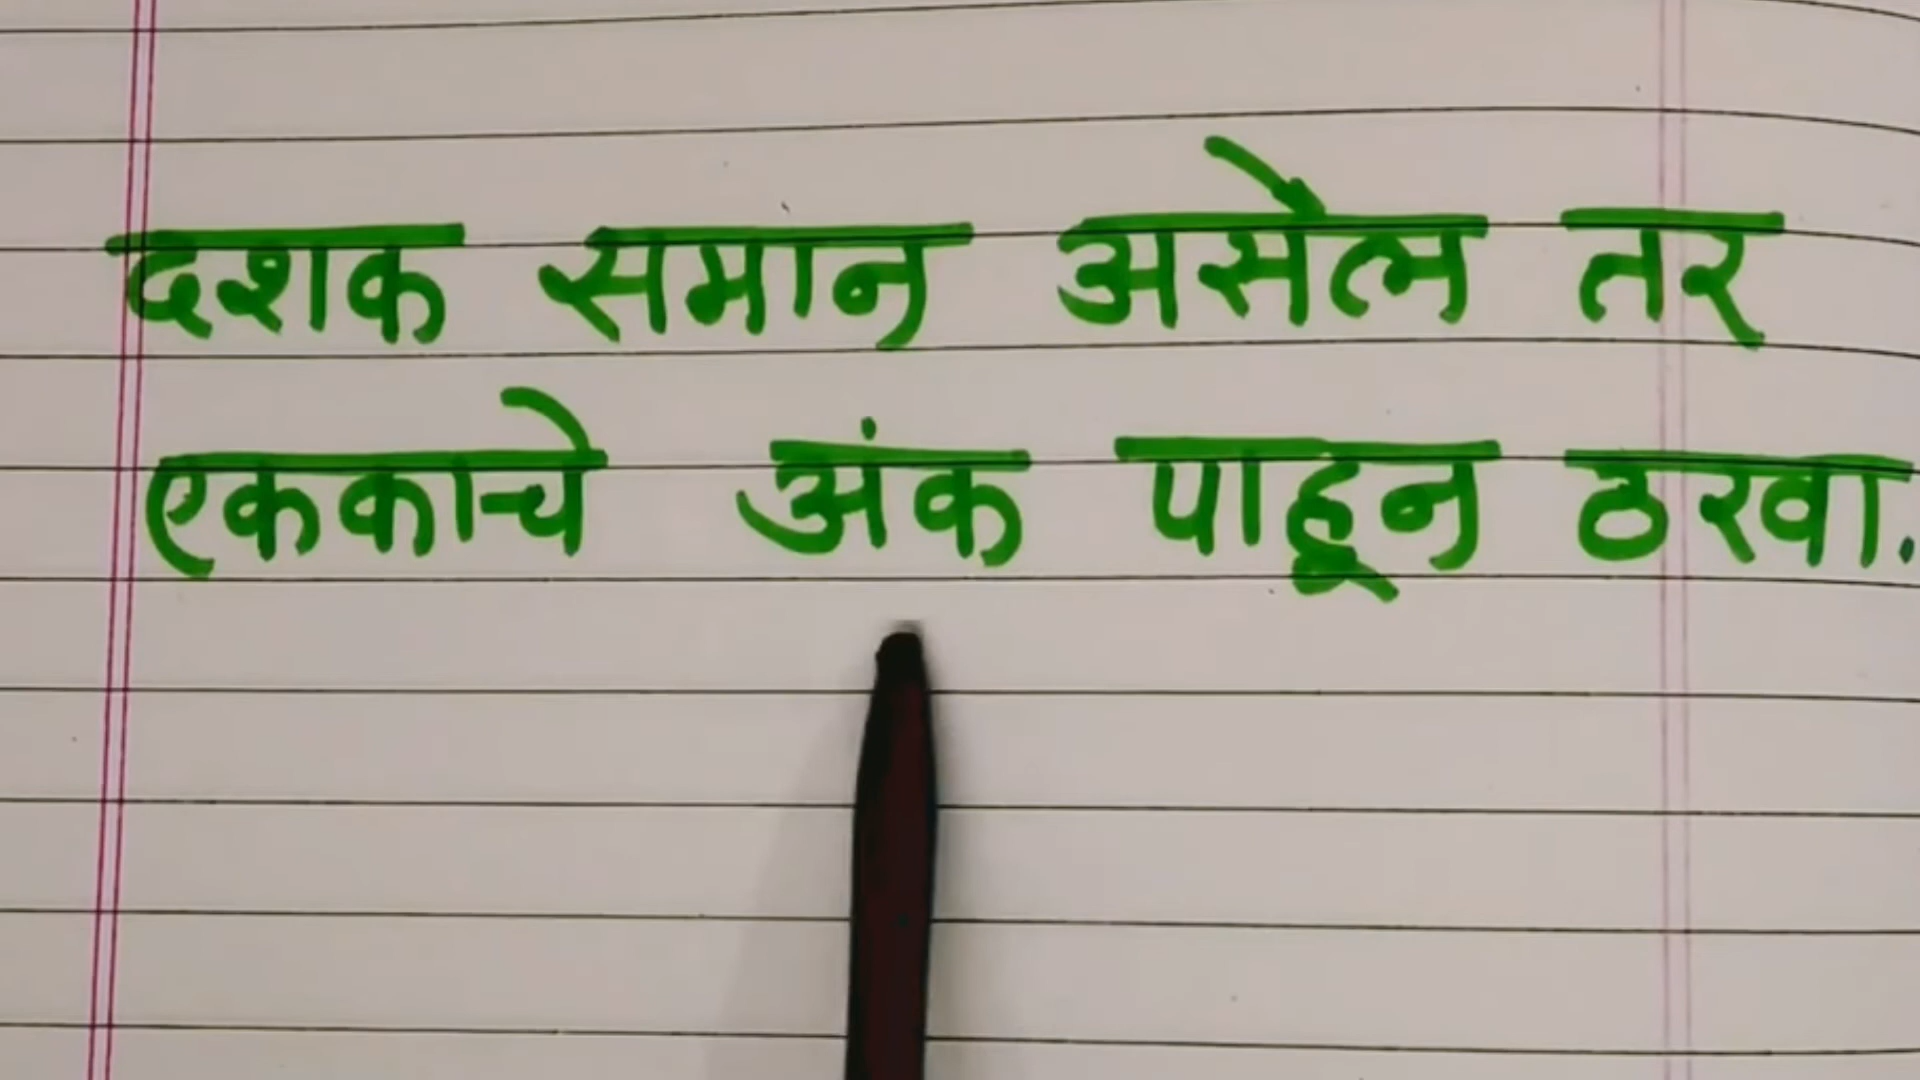 दशक समान असेल तर
एककाचे अंक पाहून ठरवा.